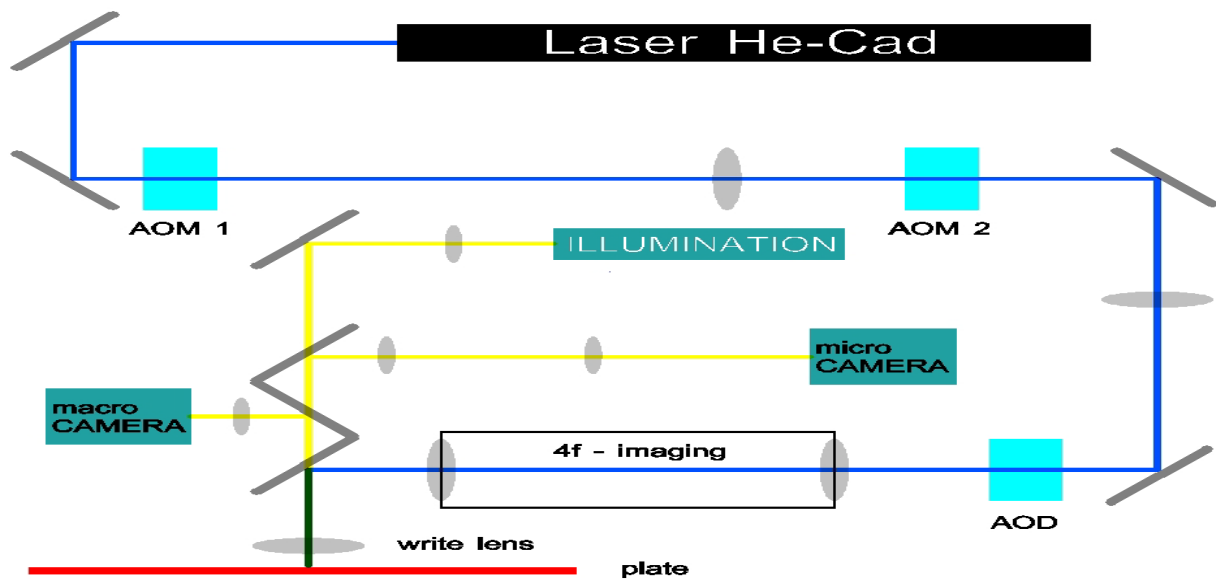 Laser He-Cad
AOM 1
AOM 2
ILLUMINATION
micro
CAMERA
macro
CAMERA
4f - imaging
AOD
write lens
plate